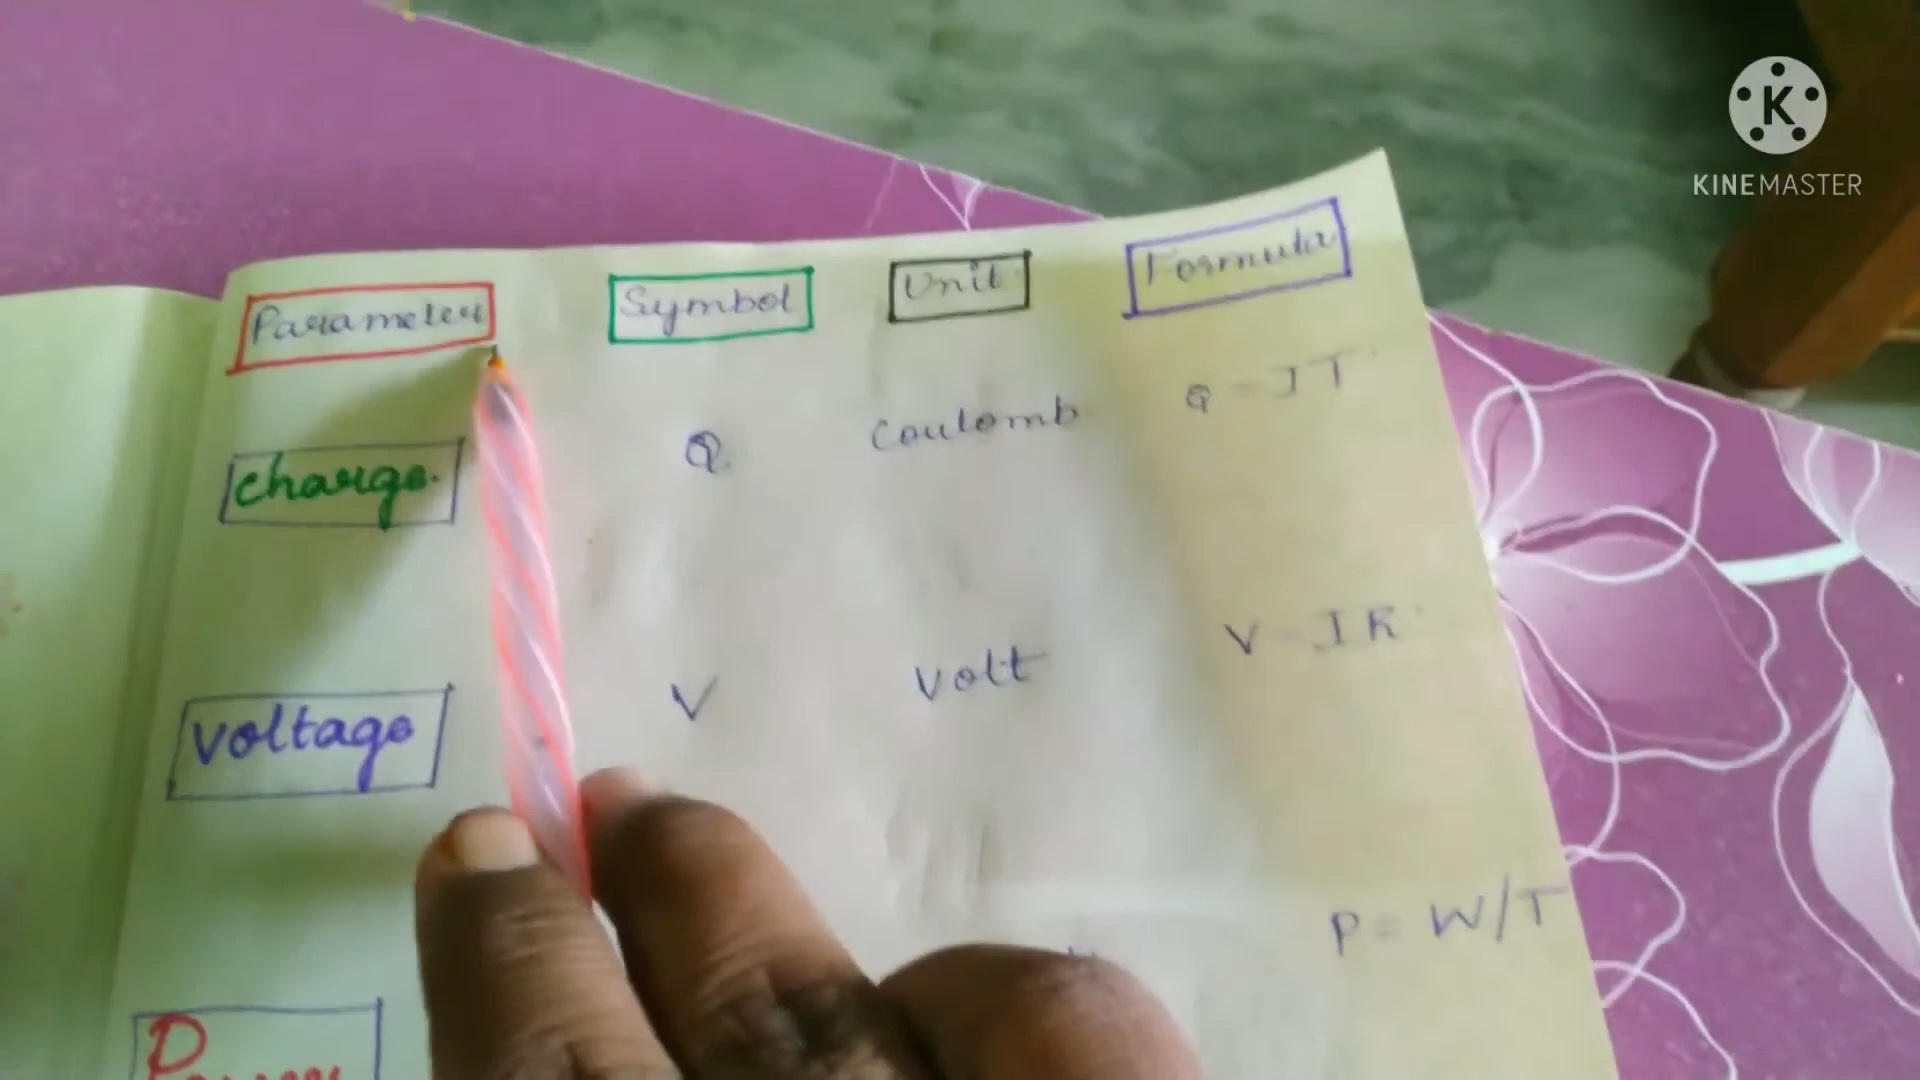 K
KINEMASTER
Parameter Symbol Unit Formula
charge. Q Coulomb Q = IT
Voltage V Volt V = IR
P = W/T